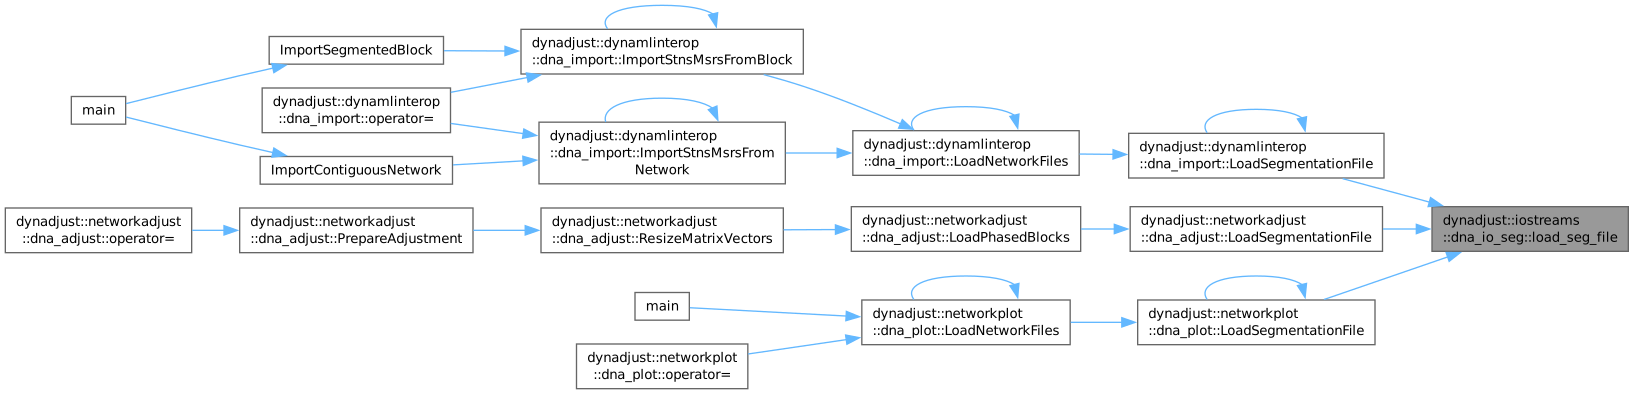 main
ImportSegmentedBlock
dynadjust::dynamlinterop
::dna_import::operator=
ImportContiguousNetwork
dynadjust::dynamlinterop
::dna_import::ImportStnsMsrsFromBlock
dynadjust::dynamlinterop
::dna_import::ImportStnsMsrsFrom
Network
dynadjust::dynamlinterop
::dna_import::LoadNetworkFiles
dynadjust::dynamlinterop
::dna_import::LoadSegmentationFile
dynadjust::networkadjust
::dna_adjust::operator=
dynadjust::networkadjust
::dna_adjust::PrepareAdjustment
dynadjust::networkadjust
::dna_adjust::ResizeMatrixVectors
dynadjust::networkadjust
::dna_adjust::LoadPhasedBlocks
dynadjust::networkadjust
::dna_adjust::LoadSegmentationFile
dynadjust::iostreams
::dna_io_seg::load_seg_file
main
dynadjust::networkplot
::dna_plot::operator=
dynadjust::networkplot
::dna_plot::LoadNetworkFiles
dynadjust::networkplot
::dna_plot::LoadSegmentationFile